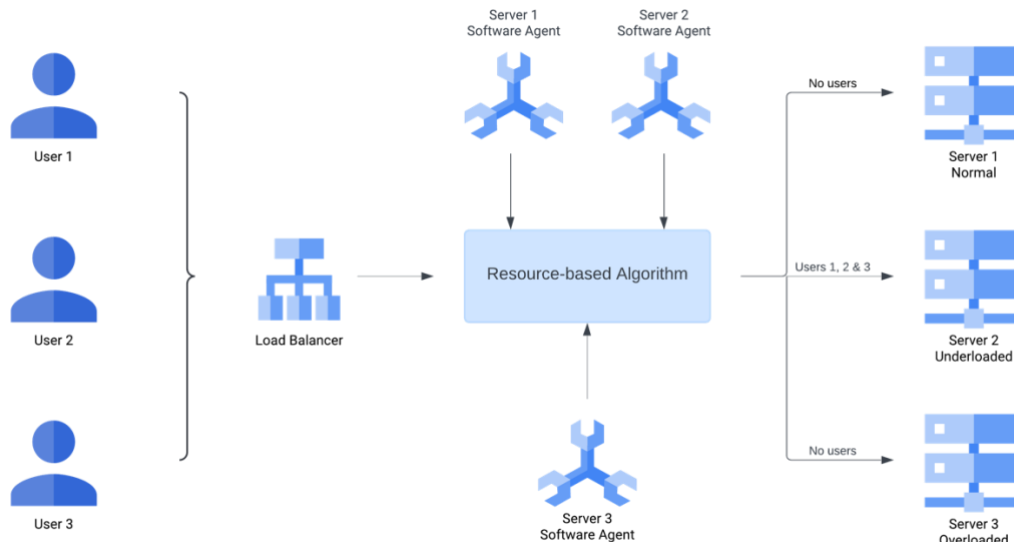 Server 1
Software Agent
Server 2
Software Agent
User 1
No users
Server 1
Normal
Resource-based Algorithm
Users 1, 2 & 3
User 2
Load Balancer
Server 2
Underloaded
No users
User 3
Server 3
Software Agent
Server 3
Overloaded